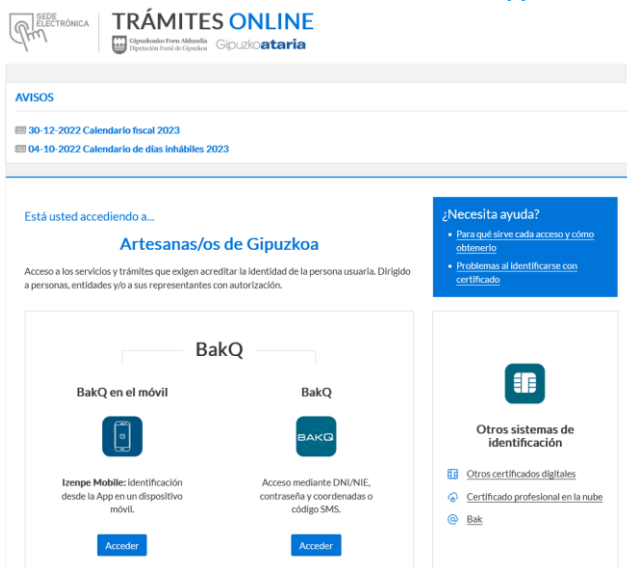 SEDE
ELECTRÓNICA
TRÁMITES ONLINE
Gipuzkoako Foru Aldundia
Diputación Foral de Gipuzkoa
Gipuzkoataria
AVISOS
30-12-2022 Calendario fiscal 2023
04-10-2022 Calendario de días inhábiles 2023
Está usted accediendo a...
Artesanas/os de Gipuzkoa
Acceso a los servicios y trámites que exigen acreditar la identidad de la persona usuaria. Dirigido
a personas, entidades y/o a sus representantes con autorización.
¿Necesita ayuda?
Para qué sirve cada acceso y cómo
obtenerlo
Problemas al identificarse con
certificado
BakQ
BakQ en el móvil
Izenpe Mobile: identificación
desde la App en un dispositivo
móvil.
Acceder
BakQ
BAKQ
Acceso mediante DNI/NIE,
contraseña y coordenadas o
código SMS.
Acceder
Otros sistemas de
identificación
Otros certificados digitales
Certificado profesional en la nube
Bak